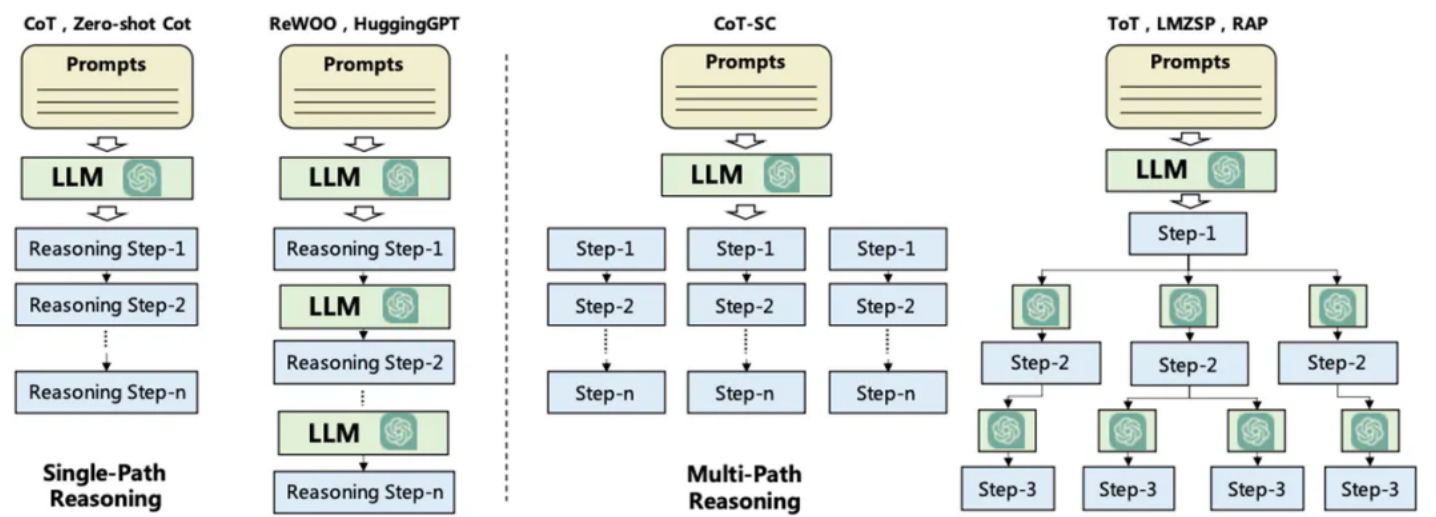 CoT , Zero-shot Cot
Prompts
LLM
Reasoning Step-1
Reasoning Step-2
Reasoning Step-n
Single-Path
Reasoning
ReWOO , HuggingGPT
Prompts
LLM
Reasoning Step-1
LLM
Reasoning Step-2
LLM
Reasoning Step-n
CoT-SC
Prompts
LLM
Step-1 Step-1 Step-1
Step-2 Step-2 Step-2
Step-n Step-n Step-n
Multi-Path
Reasoning
ToT , LMZSP , RAP
Prompts
LLM
Step-1
Step-2 Step-2 Step-2
Step-3 Step-3 Step-3 Step-3